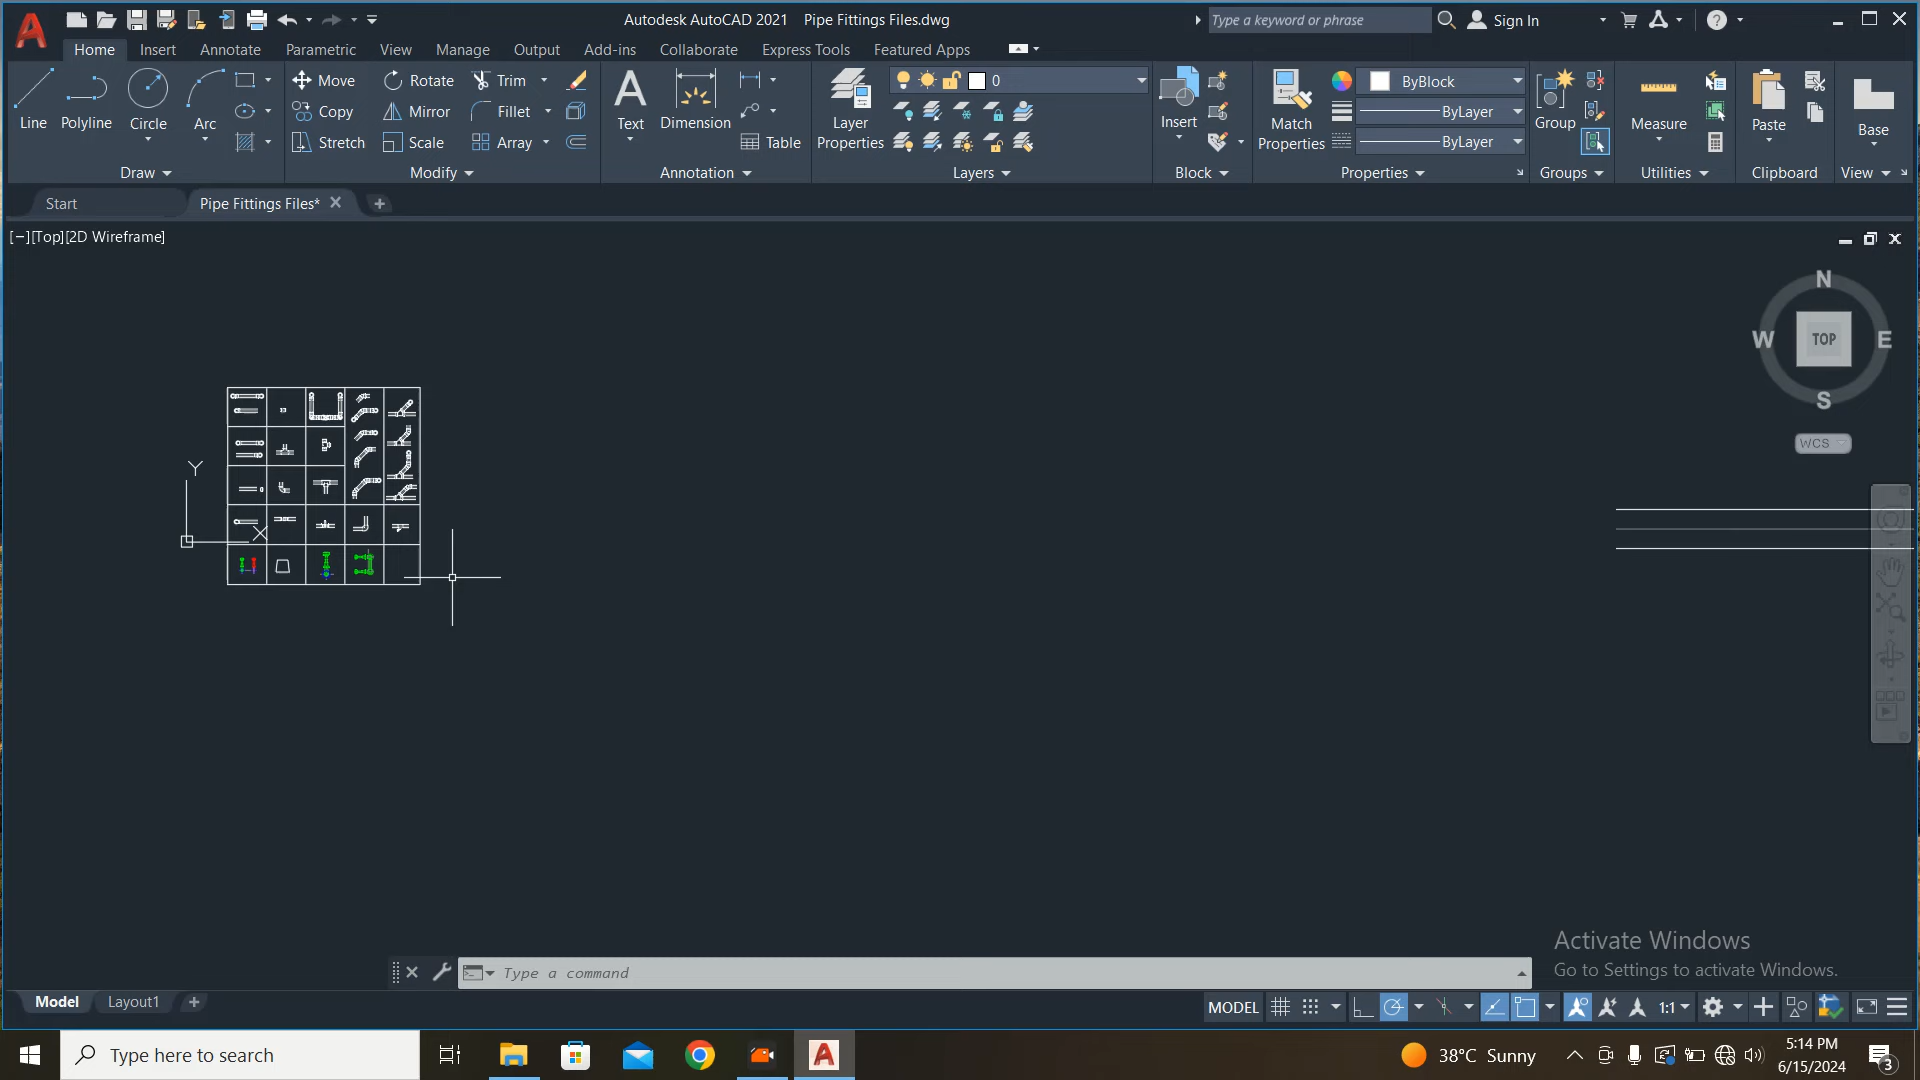 Autodesk AutoCAD 2021 Pipe Fittings Files.dwg
Type a keyword or phrase
Sign In
Home Insert Annotate Parametric View Manage Output Add-ins Collaborate Express Tools Featured Apps
Line Polyline Circle Arc
Move Rotate Trim
Copy Mirror Fillet
Stretch Scale Array
Text Dimension
Table
Layer
Properties
0
Insert
Match
Properties
ByBlock
ByLayer
ByLayer
Group
Measure
Paste
Base
Draw Modify Annotation Layers Block Properties Groups Utilities Clipboard View
Start Pipe Fittings Files*
[−][Top][2D Wireframe]
N
W TOP E
S
WCS
Y
X
Activate Windows
Go to Settings to activate Windows.
Type a command
Model Layout1
MODEL
1:1
Type here to search
38°C Sunny
5:14 PM
6/15/2024
3